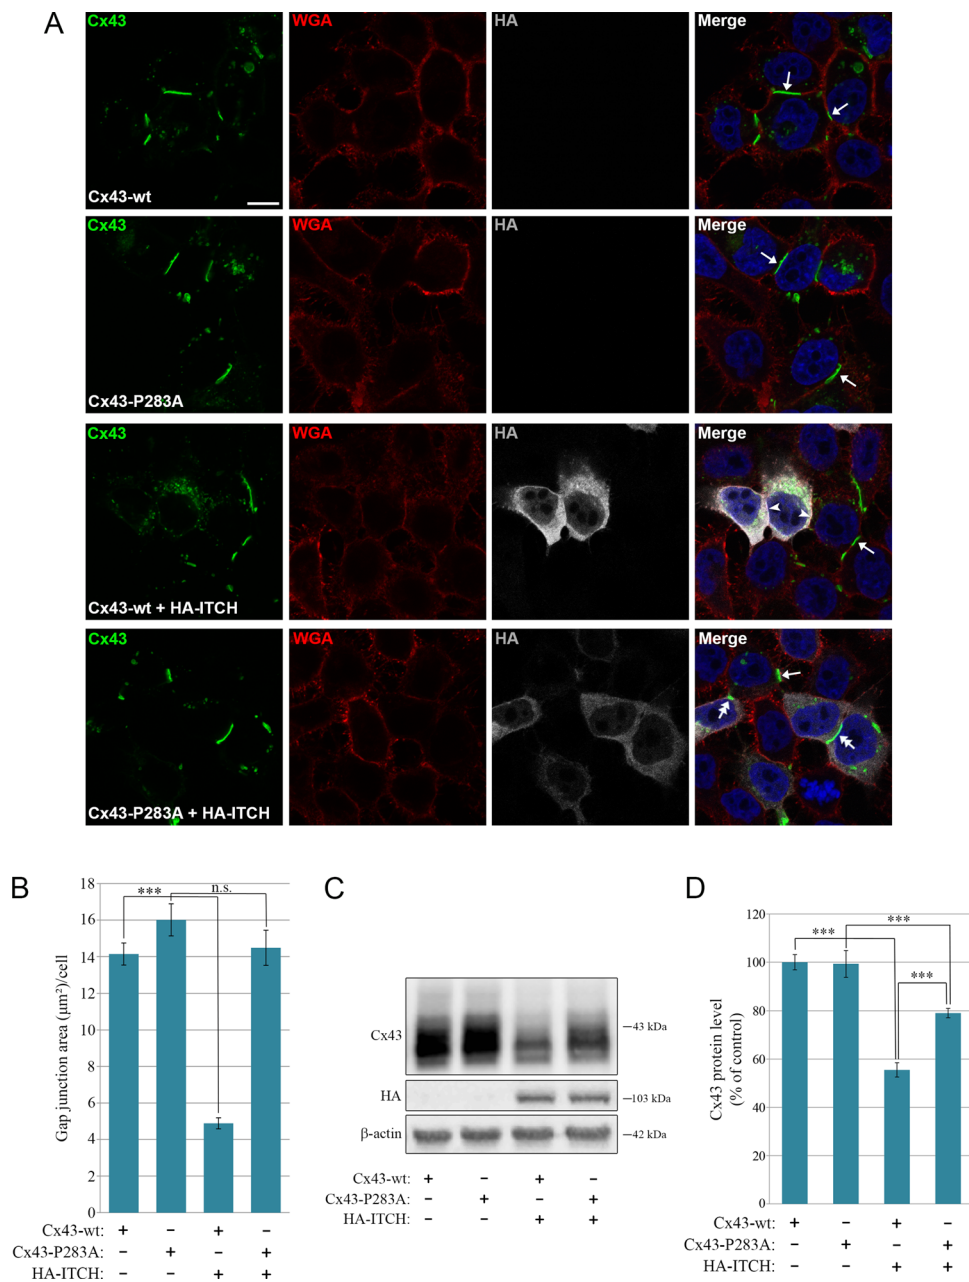 A
Cx43 WGA HA Merge
Cx43-wt
Cx43 WGA HA Merge
Cx43-P283A
Cx43 WGA HA Merge
Cx43-wt + HA-ITCH
Cx43 WGA HA Merge
Cx43-P283A + HA-ITCH
B
Gap junction area (µm²)/cell
18
16
14
12
10
8
6
4
2
0
*** n.s.
Cx43-wt: + − + −
Cx43-P283A: − + − +
HA-ITCH: − − + +
C
Cx43 −43 kDa
HA −103 kDa
β-actin −42 kDa
Cx43-wt: + − + −
Cx43-P283A: − + − +
HA-ITCH: − − + +
D
Cx43 protein level
(% of control)
120
100
80
60
40
20
0
***
***
***
Cx43-wt: + − + −
Cx43-P283A: − + − +
HA-ITCH: − − + +